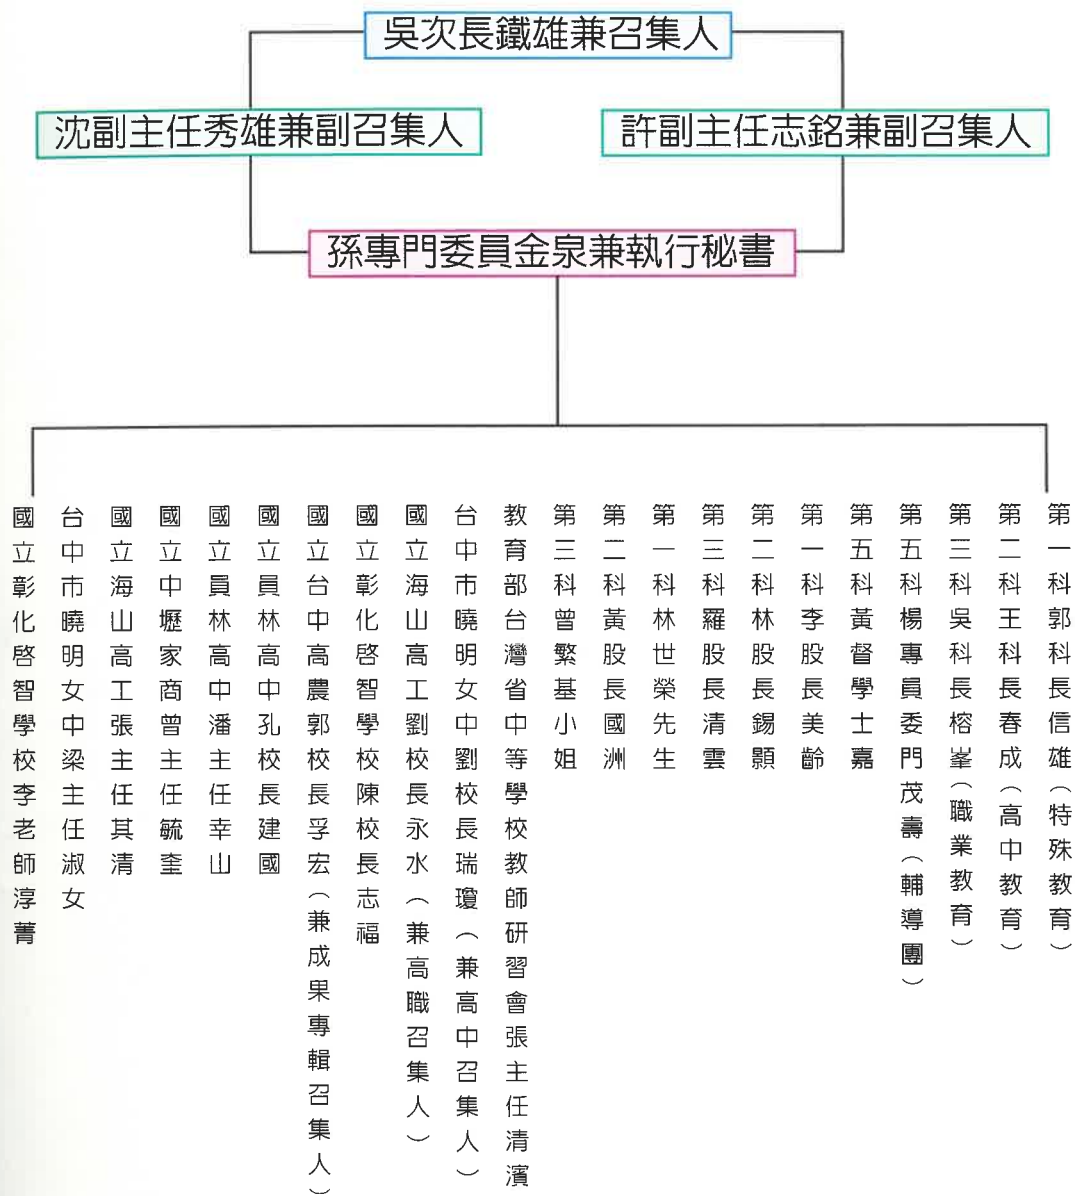 吳次長鐵雄兼召集人
沈副主任秀雄兼副召集人
許副主任志銘兼副召集人
孫專門委員金泉兼執行秘書
第一科郭科長信雄（特殊教育）
第二科王科長春成（高中教育）
第三科吳科長榕峯（職業教育）
第五科楊專員委門茂壽（輔導團）
第五科黃督學士嘉
第一科李股長美齡
第二科林股長錫顥
第三科羅股長清雲
第一科林世榮先生
第二科黃股長國洲
第三科曾繁基小姐
教育部台灣省中等學校教師研習會張主任清濱
台中市曉明女中劉校長瑞瓊（兼高中召集人）
國立海山高工劉校長永水（兼高職召集人）
國立彰化啓智學校陳校長志福
國立台中高農郭校長孚宏（兼成果專輯召集人）
國立員林高中孔校長建國
國立員林高中潘主任幸山
國立中壢家商曾主任毓奎
國立海山高工張主任其清
台中市曉明女中梁主任淑女
國立彰化啓智學校李老師淳菁